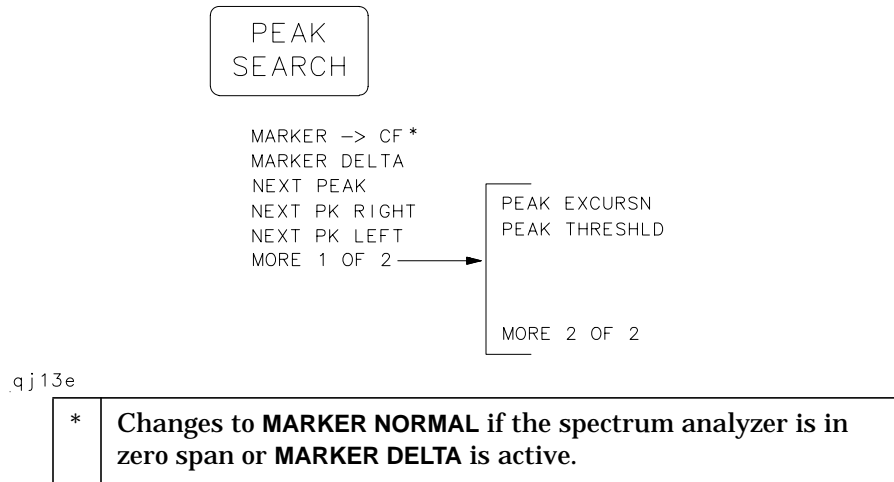 PEAK
SEARCH
MARKER —> CF*
MARKER DELTA
NEXT PEAK
NEXT PK RIGHT
NEXT PK LEFT
MORE 1 OF 2
PEAK EXCURSN
PEAK THRESHLD
MORE 2 OF 2
qj13e
* Changes to MARKER NORMAL if the spectrum analyzer is in
zero span or MARKER DELTA is active.